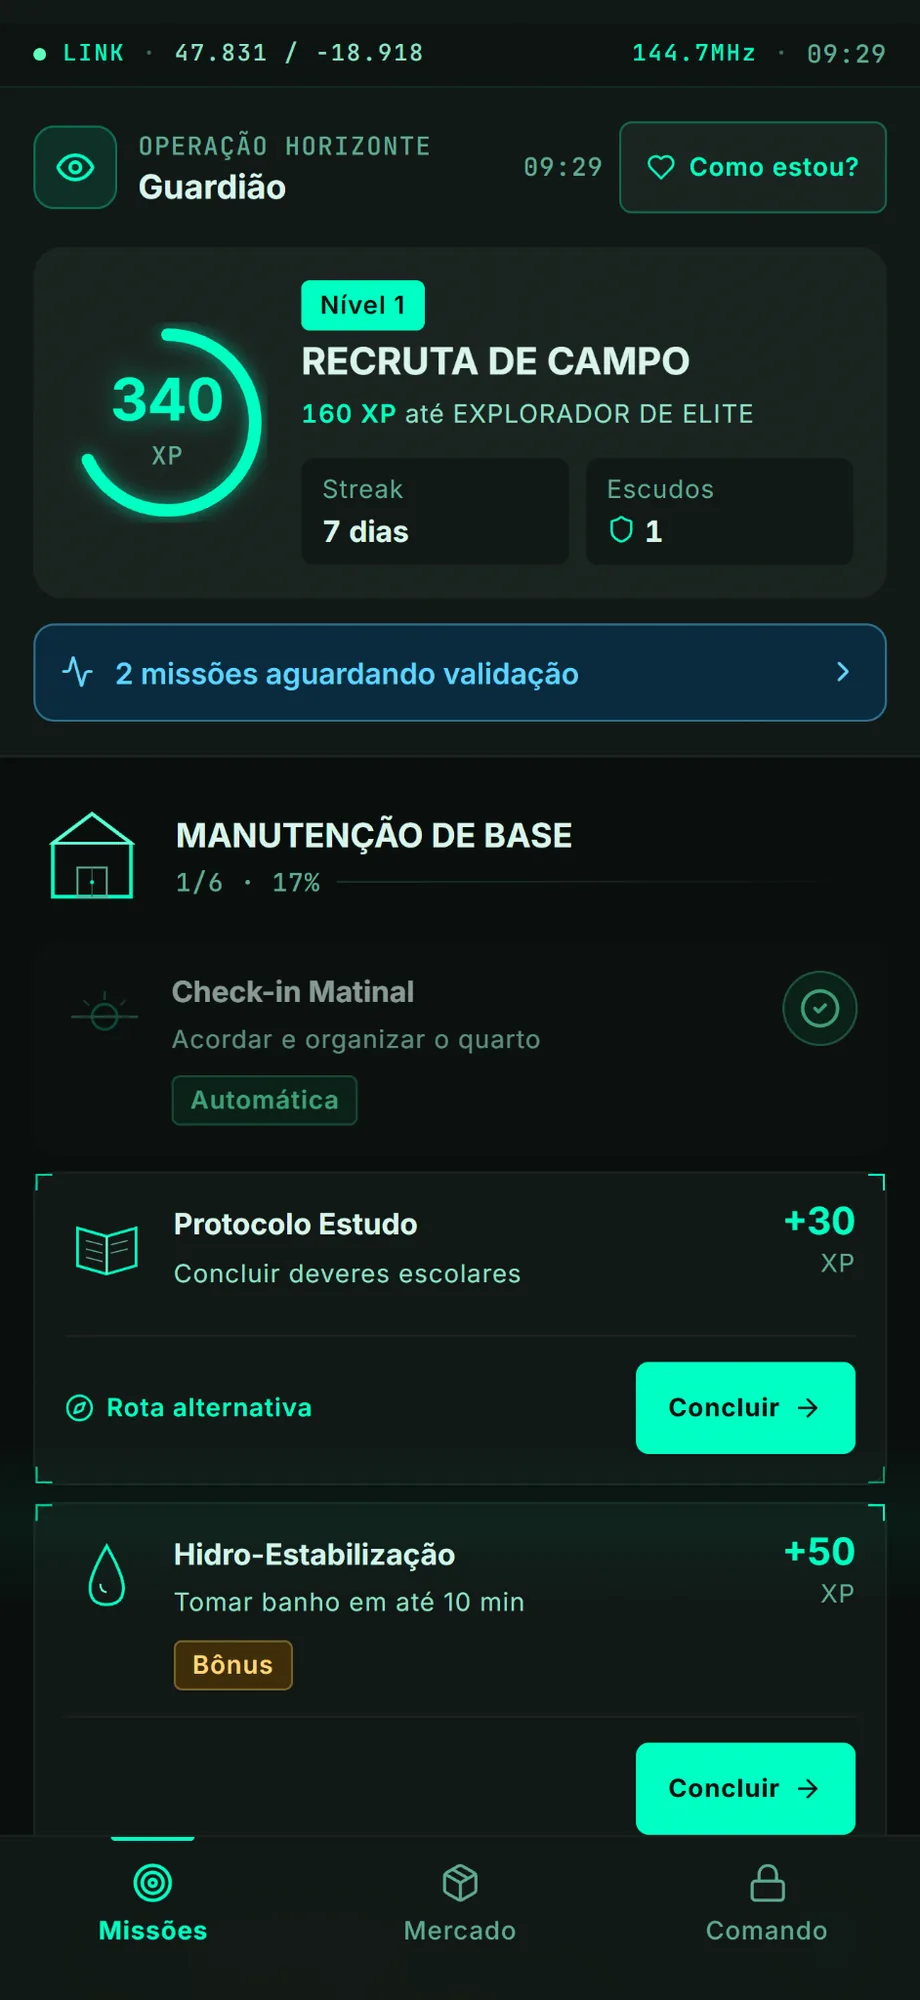 LINK · 47.831 / -18.918
144.7MHz · 09:29
OPERAÇÃO HORIZONTE
Guardião
09:29
Como estou?
340
XP
Nível 1
RECRUTA DE CAMPO
160 XP até EXPLORADOR DE ELITE
Streak
7 dias
Escudos
1
2 missões aguardando validação
MANUTENÇÃO DE BASE
1/6 · 17%
Check-in Matinal
Acordar e organizar o quarto
Automática
Protocolo Estudo
Concluir deveres escolares
+30
XP
Rota alternativa
Concluir →
Hidro-Estabilização
Tomar banho em até 10 min
Bônus
+50
XP
Concluir →
Missões
Mercado
Comando